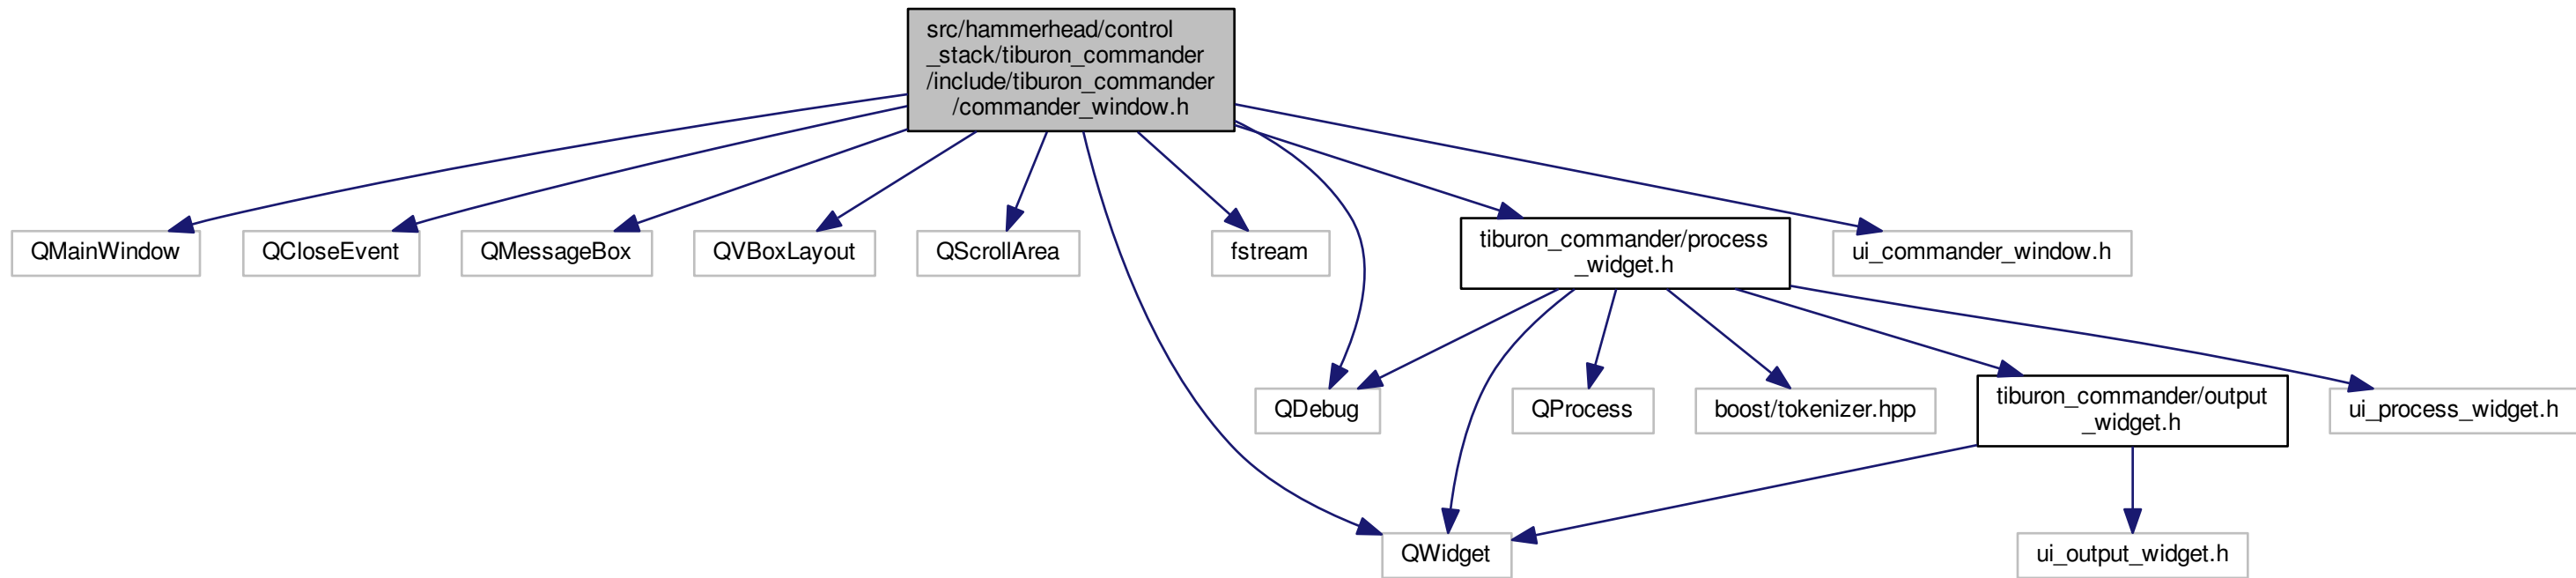 src/hammerhead/control
_stack/tiburon_commander
/include/tiburon_commander
/commander_window.h
QMainWindow
QCloseEvent
QMessageBox
QVBoxLayout
QScrollArea
fstream
tiburon_commander/process
_widget.h
ui_commander_window.h
QDebug
QProcess
boost/tokenizer.hpp
tiburon_commander/output
_widget.h
ui_process_widget.h
QWidget
ui_output_widget.h